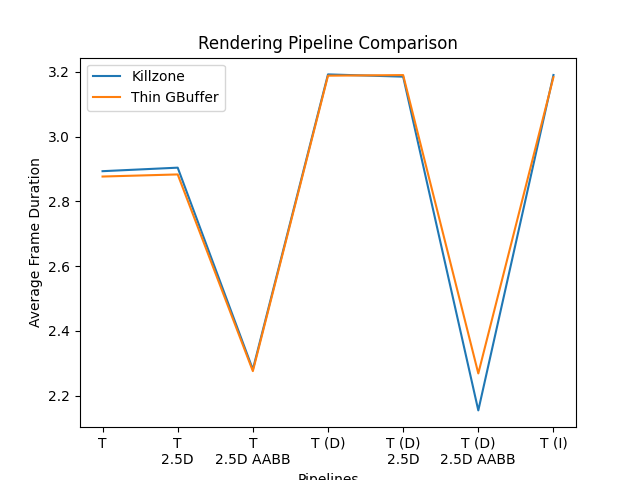 Rendering Pipeline Comparison
Killzone
Thin GBuffer
Average Frame Duration
3.2
3.0
2.8
2.6
2.4
2.2
T
T
2.5D
T
2.5D AABB
T (D)
T (D)
2.5D
T (D)
2.5D AABB
T (I)
Pipelines